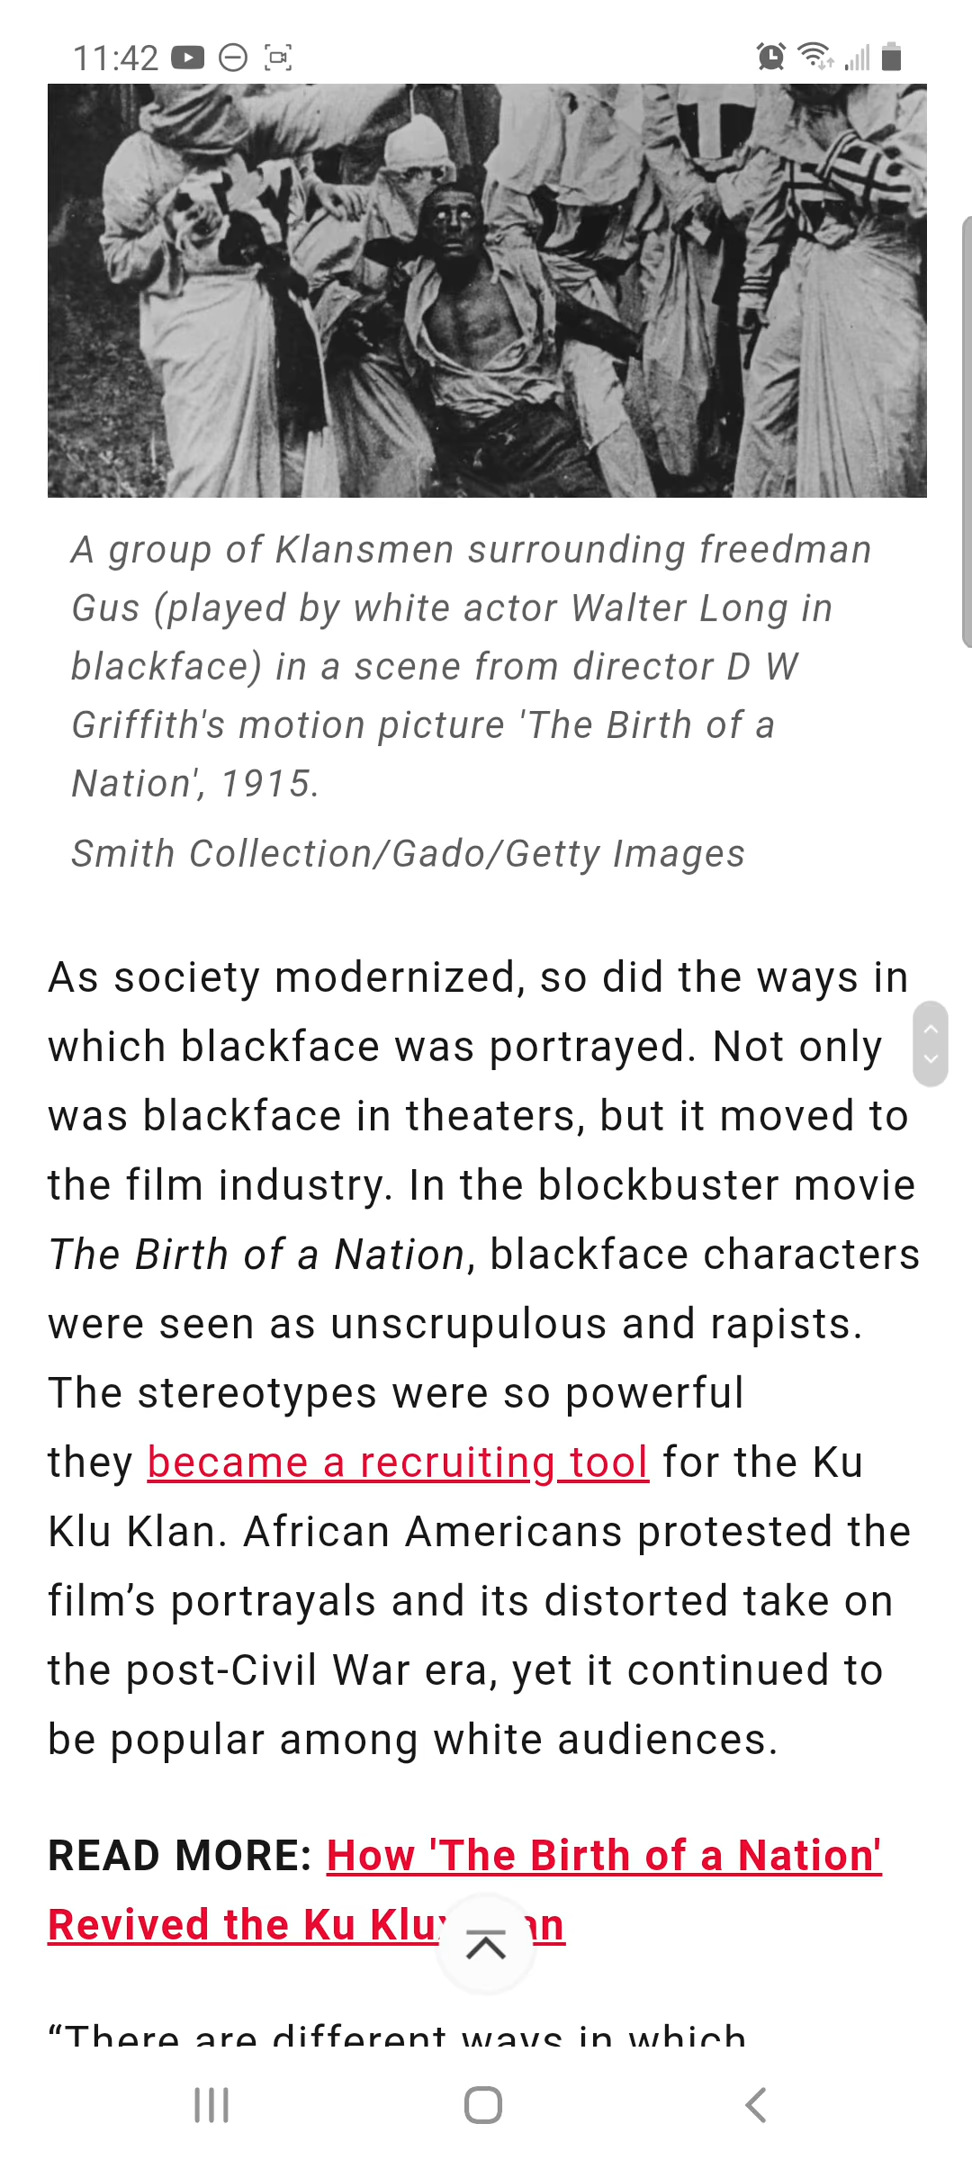 11:42
A group of Klansmen surrounding freedman
Gus (played by white actor Walter Long in
blackface) in a scene from director D W
Griffith's motion picture 'The Birth of a
Nation', 1915.
Smith Collection/Gado/Getty Images
As society modernized, so did the ways in
which blackface was portrayed. Not only
was blackface in theaters, but it moved to
the film industry. In the blockbuster movie
The Birth of a Nation, blackface characters
were seen as unscrupulous and rapists.
The stereotypes were so powerful
they became a recruiting tool for the Ku
Klu Klan. African Americans protested the
film’s portrayals and its distorted take on
the post-Civil War era, yet it continued to
be popular among white audiences.
READ MORE: How 'The Birth of a Nation'
Revived the Ku
“There are different ways in which